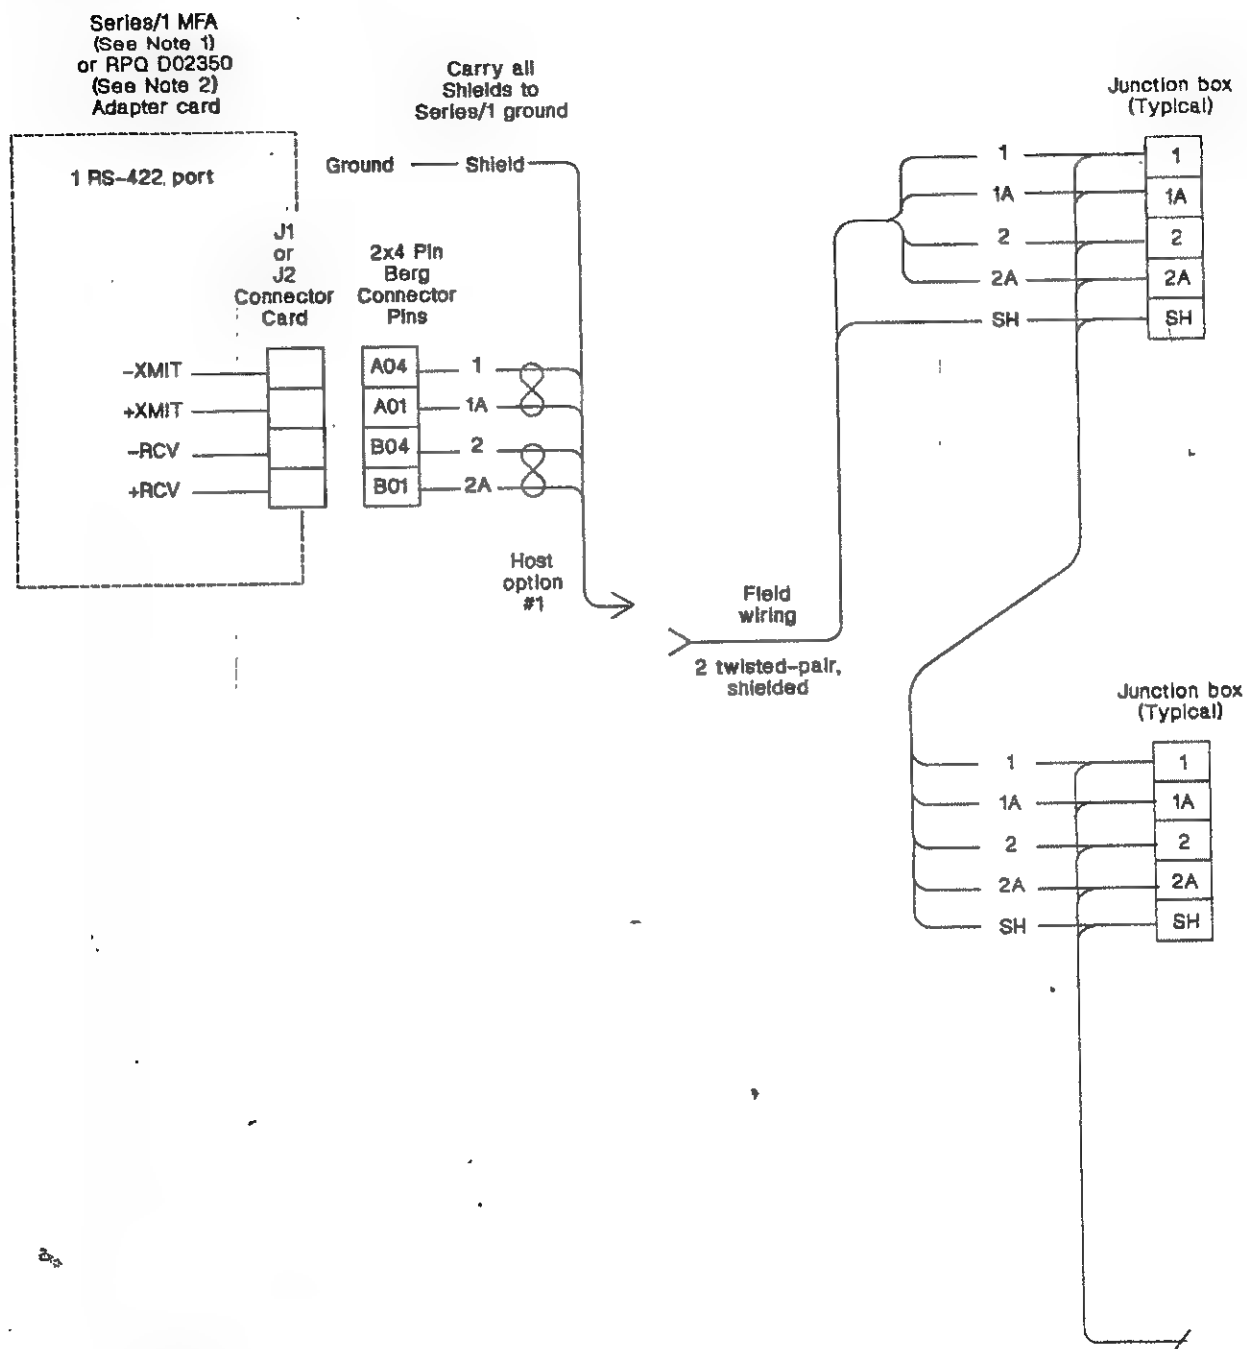 Series/1 MFA
(See Note 1)
or RPQ D02350
(See Note 2)
Adapter card
Carry all
Shields to
Series/1 ground
Junction box
(Typical)
1 RS-422, port
Ground
Shield
J1
or
J2
Connector
Card
2x4 Pin
Berg
Connector
Pins
-XMIT
+XMIT
-RCV
+RCV
A04
A01
B04
B01
1
1A
2
2A
Host
option
#1
Field
wiring
2 twisted-pair,
shielded
1
1A
2
2A
SH
1
1A
2
2A
SH
Junction box
(Typical)
1
1A
2
2A
SH
1
1A
2
2A
SH